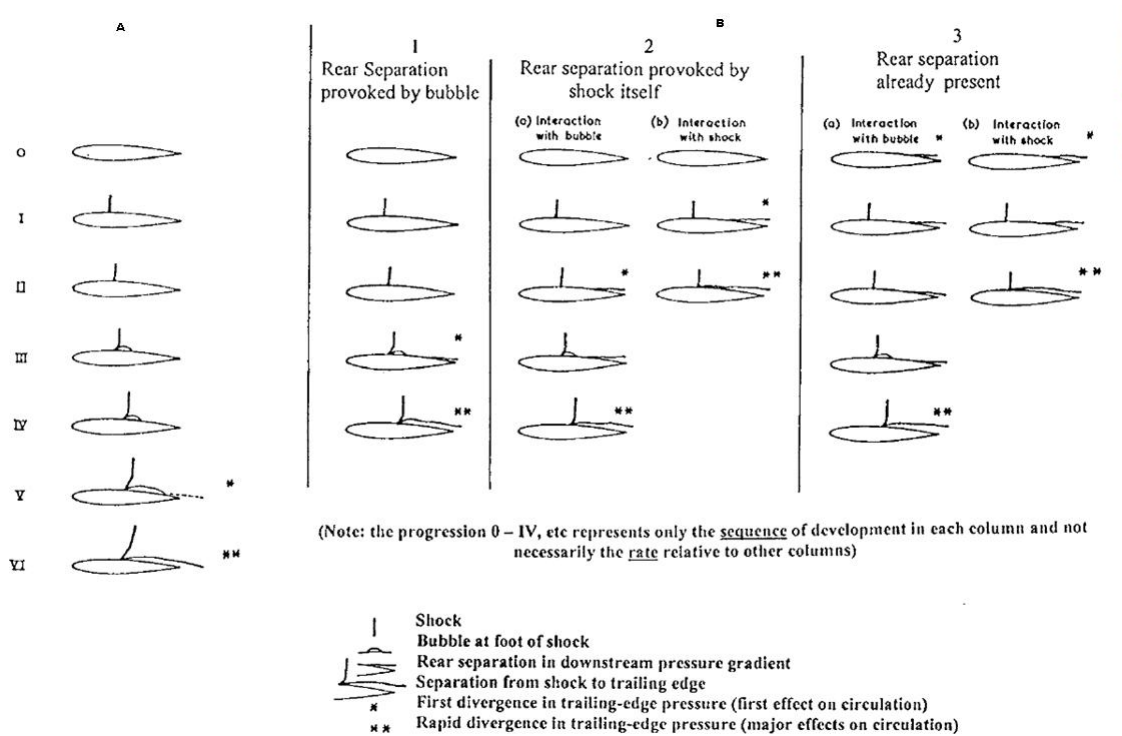 A
B
1
2
3
Rear Separation
provoked by bubble
Rear separation provoked by
shock itself
Rear separation
already present
(a) Interaction
with bubble
(b) Interaction
with shock
(a) Interaction
with bubble
*
(b) Interaction
with shock
*
O
I
*
II
*
**
**
III
*
IV
**
**
**
V
*
VI
**
(Note: the progression 0 – IV, etc represents only the sequence of development in each column and not
necessarily the rate relative to other columns)
Shock
Bubble at foot of shock
Rear separation in downstream pressure gradient
Separation from shock to trailing edge
* First divergence in trailing-edge pressure (first effect on circulation)
** Rapid divergence in trailing-edge pressure (major effects on circulation)